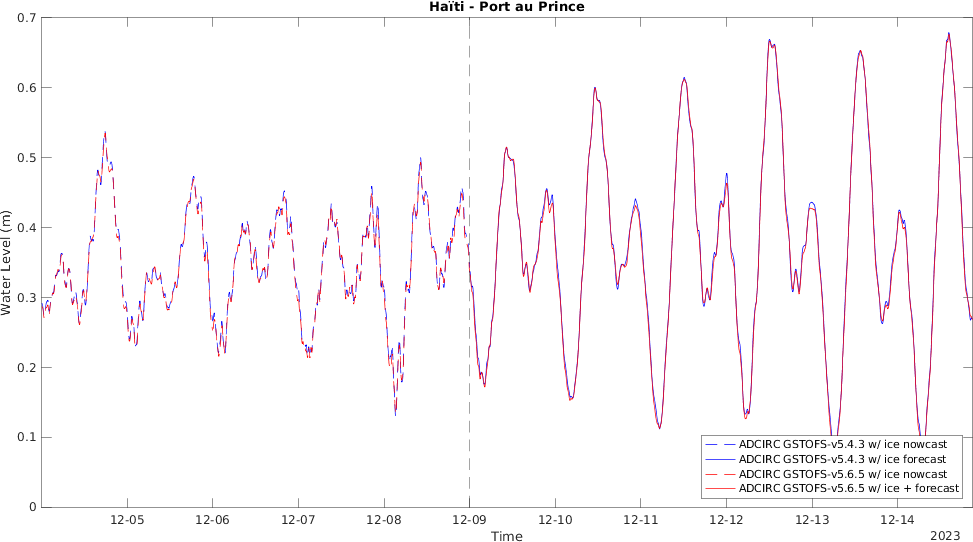 Haïti - Port au Prince
Water Level (m)
0.7
0.6
0.5
0.4
0.3
0.2
0.1
0
ADCIRC GSTOFS-v5.4.3 w/ ice nowcast
ADCIRC GSTOFS-v5.4.3 w/ ice forecast
ADCIRC GSTOFS-v5.6.5 w/ ice nowcast
ADCIRC GSTOFS-v5.6.5 w/ ice + forecast
12-05 12-06 12-07 12-08 12-09 12-10 12-11 12-12 12-13 12-14
Time
2023